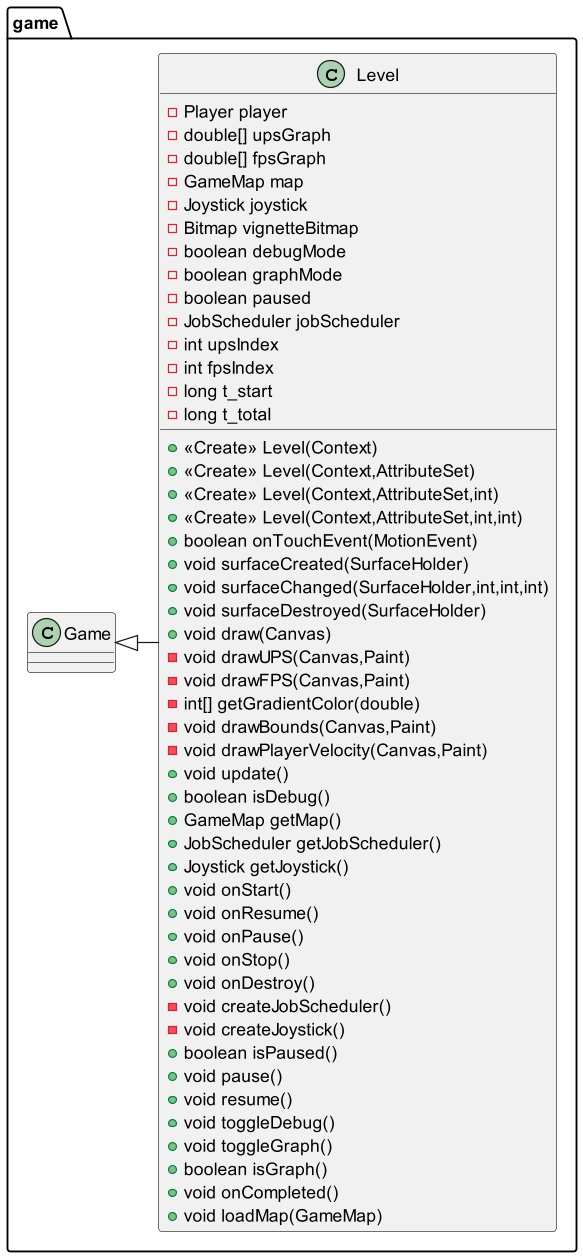 game
C Level
Player player
double[] upsGraph
double[] fpsGraph
GameMap map
Joystick joystick
Bitmap vignetteBitmap
boolean debugMode
boolean graphMode
boolean paused
JobScheduler jobScheduler
int upsIndex
int fpsIndex
long t_start
long t_total
«Create» Level(Context)
«Create» Level(Context,AttributeSet)
«Create» Level(Context,AttributeSet,int)
«Create» Level(Context,AttributeSet,int,int)
boolean onTouchEvent(MotionEvent)
void surfaceCreated(SurfaceHolder)
void surfaceChanged(SurfaceHolder,int,int,int)
void surfaceDestroyed(SurfaceHolder)
void draw(Canvas)
void drawUPS(Canvas,Paint)
void drawFPS(Canvas,Paint)
int[] getGradientColor(double)
void drawBounds(Canvas,Paint)
void drawPlayerVelocity(Canvas,Paint)
void update()
boolean isDebug()
GameMap getMap()
JobScheduler getJobScheduler()
Joystick getJoystick()
void onStart()
void onResume()
void onPause()
void onStop()
void onDestroy()
void createJobScheduler()
void createJoystick()
boolean isPaused()
void pause()
void resume()
void toggleDebug()
void toggleGraph()
boolean isGraph()
void onCompleted()
void loadMap(GameMap)
C Game